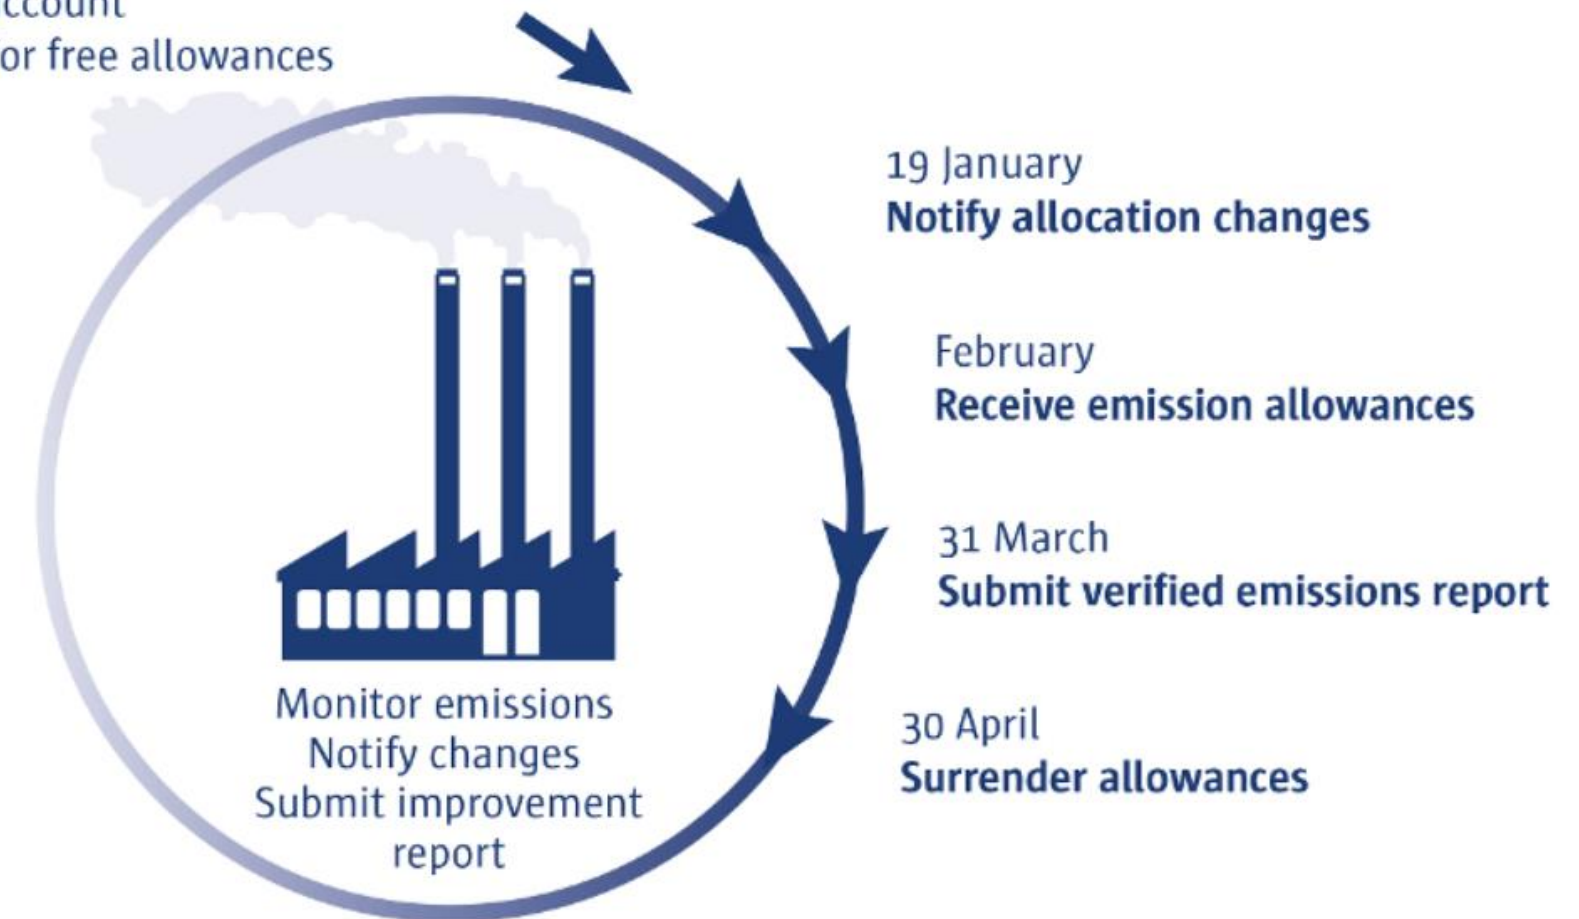 for free allowances
19 January
Notify allocation changes
February
Receive emission allowances
31 March
Submit verified emissions report
30 April
Surrender allowances
Monitor emissions
Notify changes
Submit improvement
report